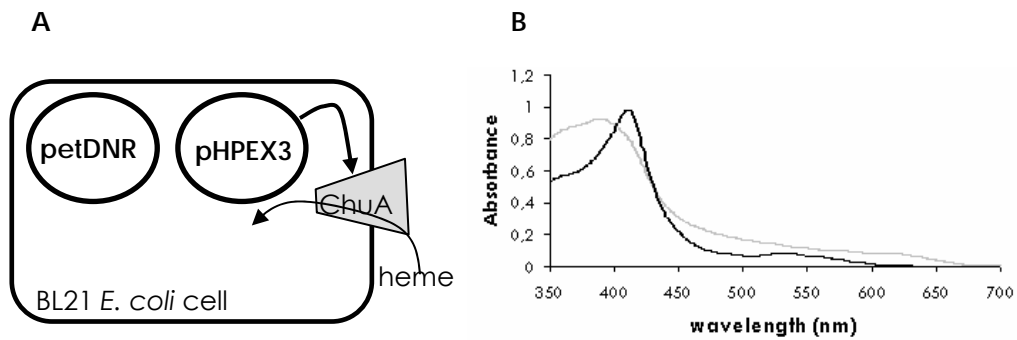 A
petDNR
pHPEX3
ChuA
heme
BL21 E. coli cell
B
1,2
1
0,8
0,6
0,4
0,2
0
Absorbance
350 400 450 500 550 600 650 700
wavelength (nm)